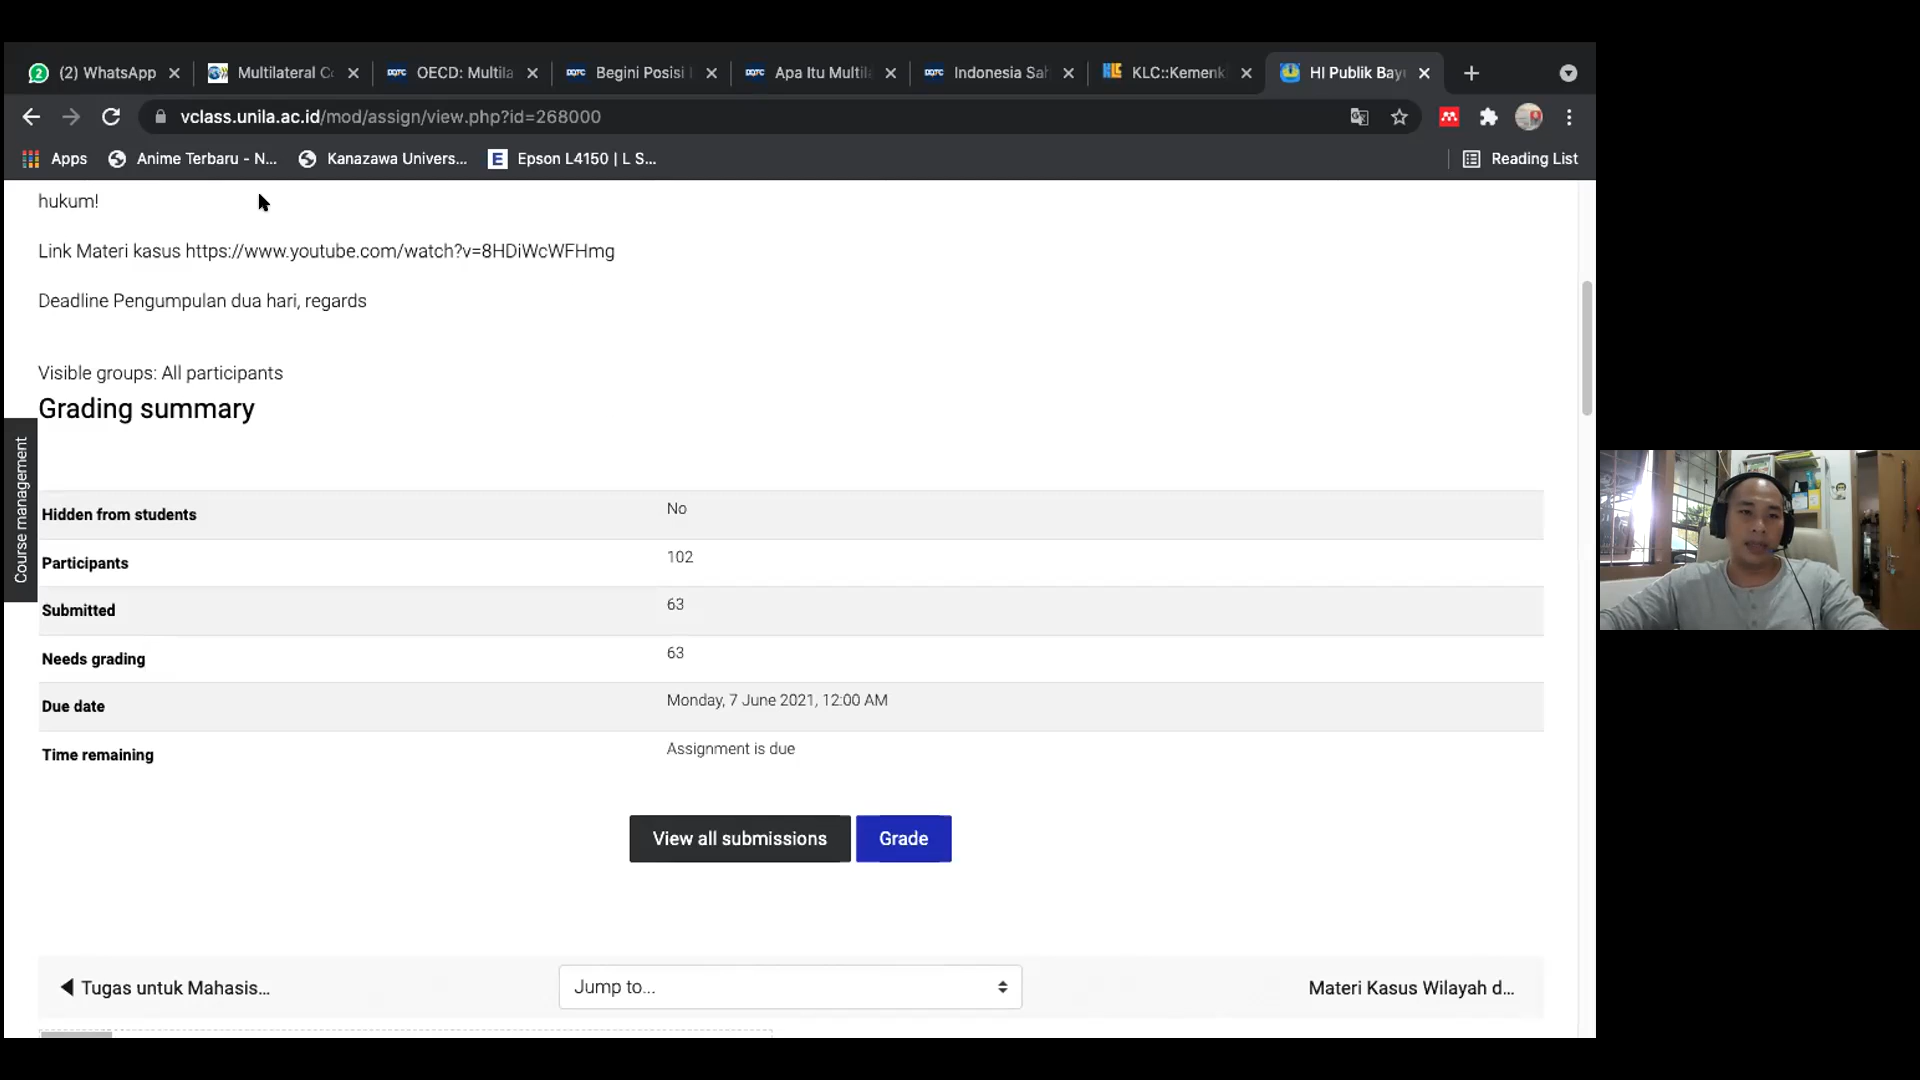 (2) WhatsApp
Multilateral Co
OECD: Multila
Begini Posisi
Apa Itu Multila
Indonesia Sah
KLC::Kemenk
HI Publik Bayu
vclass.unila.ac.id/mod/assign/view.php?id=268000
Apps
Anime Terbaru - N...
Kanazawa Univers...
E
Epson L4150 | L S...
Reading List
hukum!
Link Materi kasus https://www.youtube.com/watch?v=8HDiWcWFHmg
Deadline Pengumpulan dua hari, regards
Visible groups: All participants
Grading summary
Course management
Hidden from students No
Participants 102
Submitted 63
Needs grading 63
Due date Monday, 7 June 2021, 12:00 AM
Time remaining Assignment is due
View all submissions Grade
Tugas untuk Mahasis...
Jump to...
Materi Kasus Wilayah d...